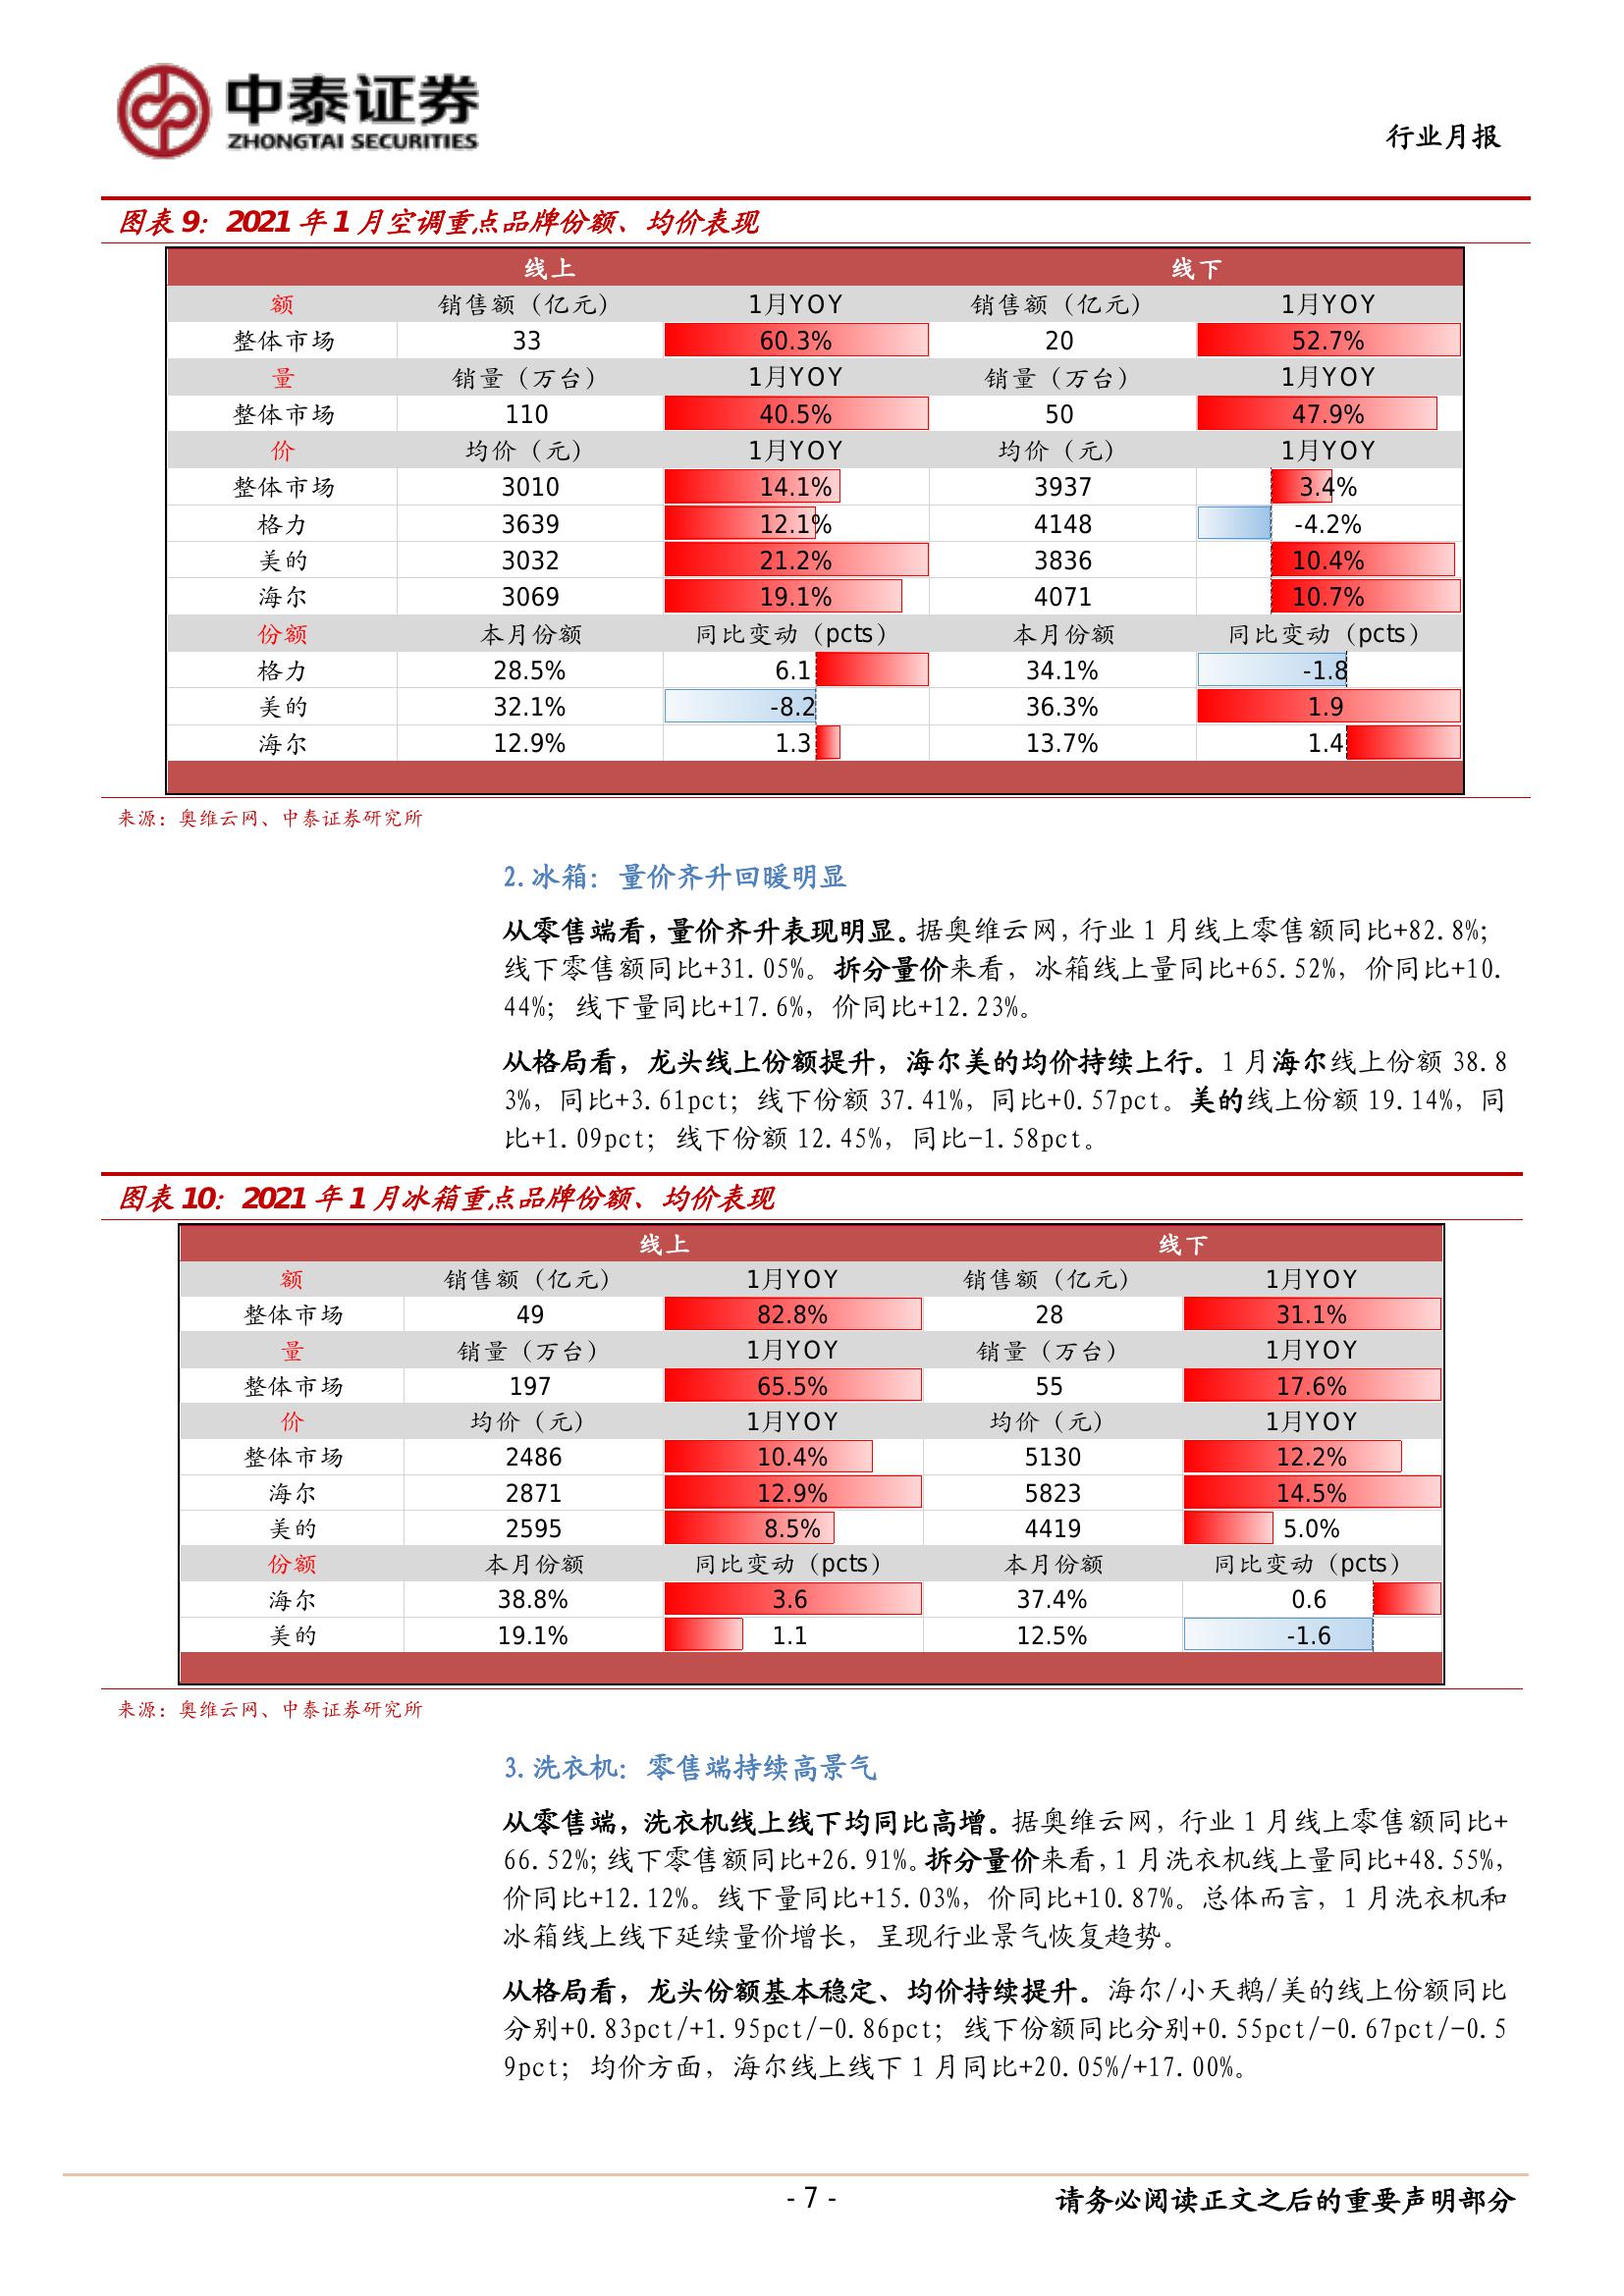 中泰证券
ZHONGTAI SECURITIES
行业月报
图表9：2021年1月空调重点品牌份额、均价表现
线上 线下
额 销售额（亿元） 1月YOY 销售额（亿元） 1月YOY
整体市场 33 60.3% 20 52.7%
量 销量（万台） 1月YOY 销量（万台） 1月YOY
整体市场 110 40.5% 50 47.9%
价 均价（元） 1月YOY 均价（元） 1月YOY
整体市场 3010 14.1% 3937 3.4%
格力 3639 12.1% 4148 -4.2%
美的 3032 21.2% 3836 10.4%
海尔 3069 19.1% 4071 10.7%
份额 本月份额 同比变动（pcts） 本月份额 同比变动（pcts）
格力 28.5% 6.1 34.1% -1.8
美的 32.1% -8.2 36.3% 1.9
海尔 12.9% 1.3 13.7% 1.4
来源：奥维云网、中泰证券研究所
2.冰箱：量价齐升回暖明显
从零售端看，量价齐升表现明显。据奥维云网，行业1月线上零售额同比+82.8%；
线下零售额同比+31.05%。拆分量价来看，冰箱线上量同比+65.52%，价同比+10.
44%；线下量同比+17.6%，价同比+12.23%。
从格局看，龙头线上份额提升，海尔美的均价持续上行。1月海尔线上份额38.8
3%，同比+3.61pct；线下份额37.41%，同比+0.57pct。美的线上份额19.14%，同
比+1.09pct；线下份额12.45%，同比-1.58pct。
图表10：2021年1月冰箱重点品牌份额、均价表现
线上 线下
额 销售额（亿元） 1月YOY 销售额（亿元） 1月YOY
整体市场 49 82.8% 28 31.1%
量 销量（万台） 1月YOY 销量（万台） 1月YOY
整体市场 197 65.5% 55 17.6%
价 均价（元） 1月YOY 均价（元） 1月YOY
整体市场 2486 10.4% 5130 12.2%
海尔 2871 12.9% 5823 14.5%
美的 2595 8.5% 4419 5.0%
份额 本月份额 同比变动（pcts） 本月份额 同比变动（pcts）
海尔 38.8% 3.6 37.4% 0.6
美的 19.1% 1.1 12.5% -1.6
来源：奥维云网、中泰证券研究所
3.洗衣机：零售端持续高景气
从零售端，洗衣机线上线下均同比高增。据奥维云网，行业1月线上零售额同比+
66.52%；线下零售额同比+26.91%。拆分量价来看，1月洗衣机线上量同比+48.55%，
价同比+12.12%。线下量同比+15.03%，价同比+10.87%。总体而言，1月洗衣机和
冰箱线上线下延续量价增长，呈现行业景气恢复趋势。
从格局看，龙头份额基本稳定、均价持续提升。海尔/小天鹅/美的线上份额同比
分别+0.83pct/+1.95pct/-0.86pct；线下份额同比分别+0.55pct/-0.67pct/-0.5
9pct；均价方面，海尔线上线下1月同比+20.05%/+17.00%。
- 7 -
请务必阅读正文之后的重要声明部分